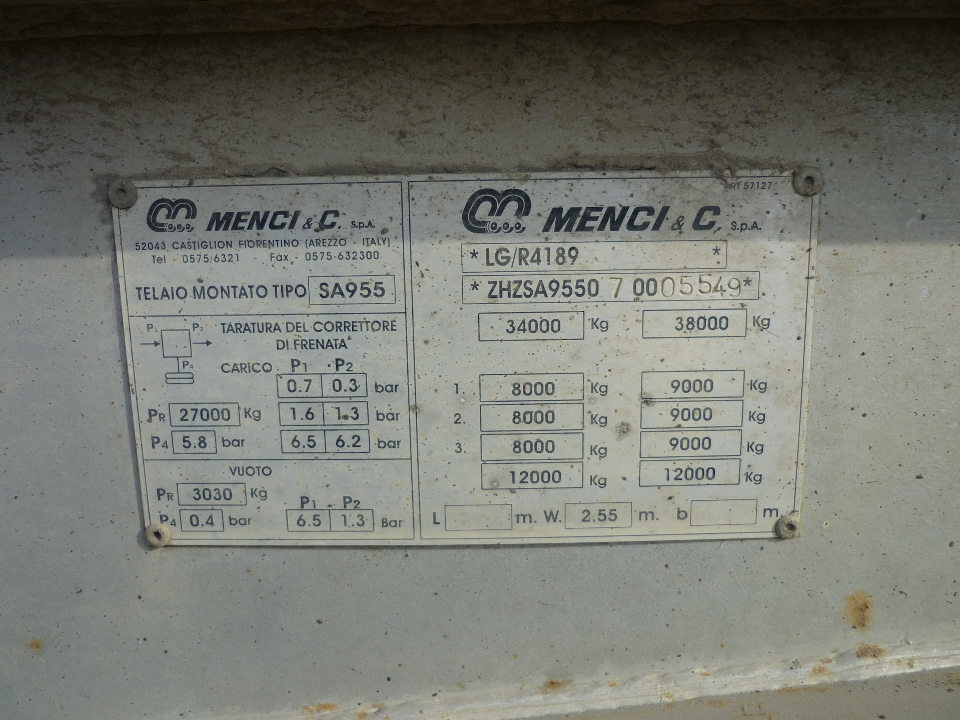 MENCI & C. S.p.A.
52043 CASTIGLION FIORENTINO (AREZZO - ITALY)
Tel - 0575/6321 - Fax - 0575-632300
TELAIO MONTATO TIPO SA955
P1 P2
P4
TARATURA DEL CORRETTORE
DI FRENATA
CARICO P1 P2
0.7 0.3 bar
PR 27000 Kg 1.6 1.3 bar
P4 5.8 bar 6.5 6.2 bar
VUOTO
PR 3030 Kg P1 P2
P4 0.4 bar 6.5 1.3 Bar
ART 57127
MENCI & C. S.p.A.
* LG/R4189 *
* ZHZSA9550 7 0005549*
34000 Kg 38000 Kg
1. 8000 Kg 9000 Kg
2. 8000 Kg 9000 Kg
3. 8000 Kg 9000 Kg
12000 Kg 12000 Kg
L m. W. 2.55 m. b m